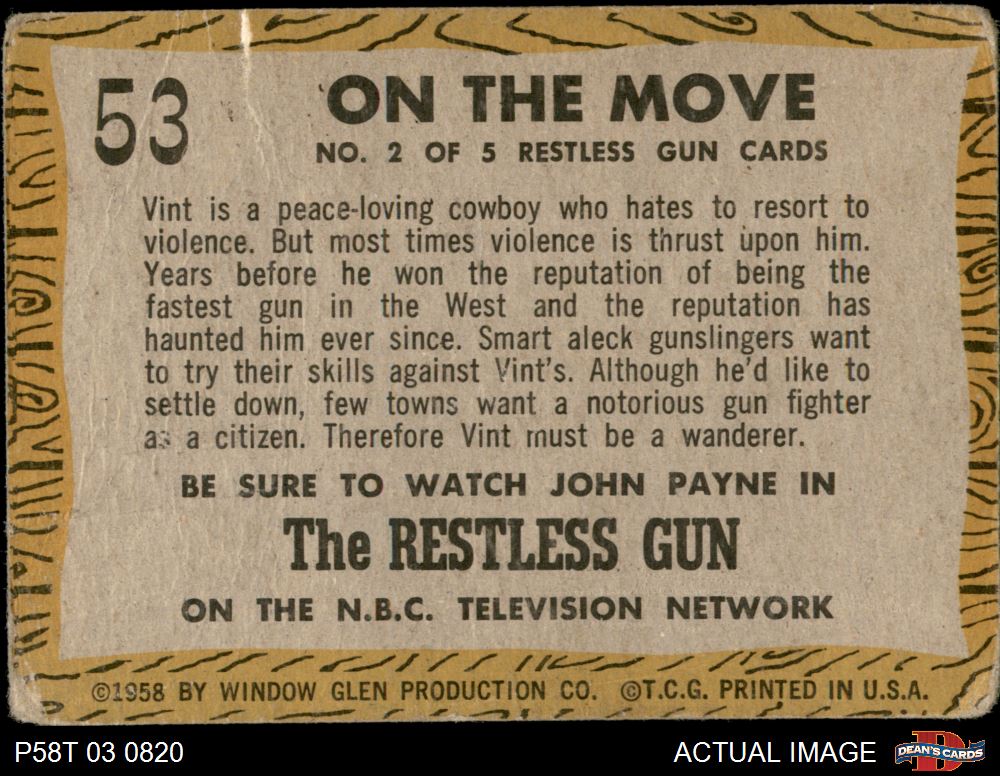 53
ON THE MOVE
NO. 2 OF 5 RESTLESS GUN CARDS
Vint is a peace-loving cowboy who hates to resort to
violence. But most times violence is thrust upon him.
Years before he won the reputation of being the
fastest gun in the West and the reputation has
haunted him ever since. Smart aleck gunslingers want
to try their skills against Vint's. Although he'd like to
settle down, few towns want a notorious gun fighter
as a citizen. Therefore Vint must be a wanderer.
BE SURE TO WATCH JOHN PAYNE IN
The RESTLESS GUN
ON THE N.B.C. TELEVISION NETWORK
©1958 BY WINDOW GLEN PRODUCTION CO. ©T.C.G. PRINTED IN U.S.A.
P58T 03 0820
ACTUAL IMAGE
D
DEAN'S CARDS